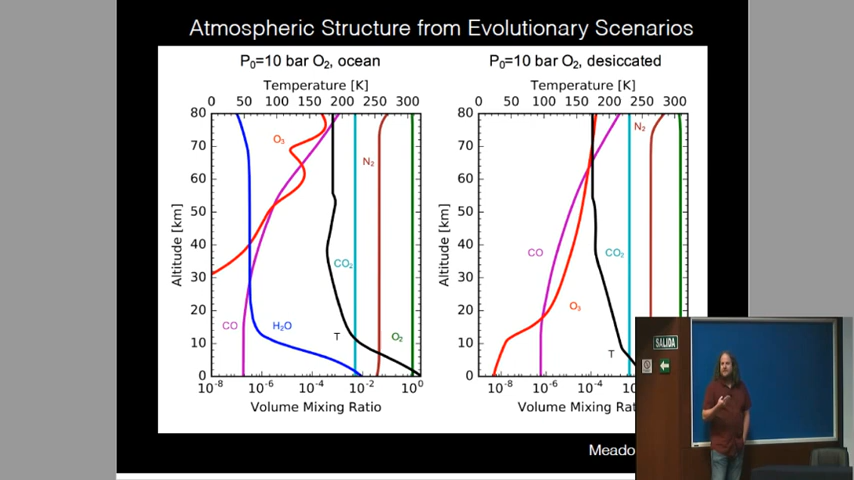 Atmospheric Structure from Evolutionary Scenarios
P₀=10 bar O₂, ocean
Temperature [K]
0 50 100 150 200 250 300
80
70
60
50
40
30
20
10
0
Altitude [km]
O₃
N₂
CO₂
CO
H₂O
T
O₂
10⁻⁸ 10⁻⁶ 10⁻⁴ 10⁻² 10⁰
Volume Mixing Ratio
P₀=10 bar O₂, desiccated
Temperature [K]
0 50 100 150 200 250 300
80
70
60
50
40
30
20
10
0
Altitude [km]
N₂
CO
CO₂
O₃
T
10⁻⁸ 10⁻⁶ 10⁻⁴
Volume Mixing
SALIDA